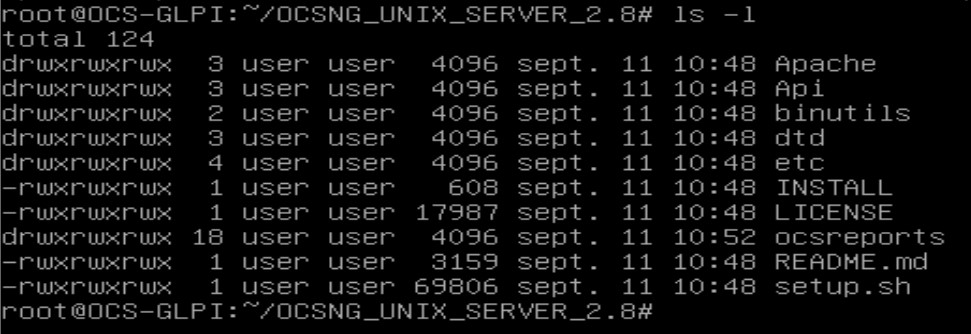 root@OCS-GLPI:~/OCSNG_UNIX_SERVER_2.8# ls -l
total 124
drwxrwxrwx  3 user user  4096 sept. 11 10:48 Apache
drwxrwxrwx  3 user user  4096 sept. 11 10:48 Api
drwxrwxrwx  2 user user  4096 sept. 11 10:48 binutils
drwxrwxrwx  3 user user  4096 sept. 11 10:48 dtd
drwxrwxrwx  4 user user  4096 sept. 11 10:48 etc
-rwxrwxrwx  1 user user   608 sept. 11 10:48 INSTALL
-rwxrwxrwx  1 user user 17987 sept. 11 10:48 LICENSE
drwxrwxrwx 18 user user  4096 sept. 11 10:52 ocsreports
-rwxrwxrwx  1 user user  3159 sept. 11 10:48 README.md
-rwxrwxrwx  1 user user 69806 sept. 11 10:48 setup.sh
root@OCS-GLPI:~/OCSNG_UNIX_SERVER_2.8#